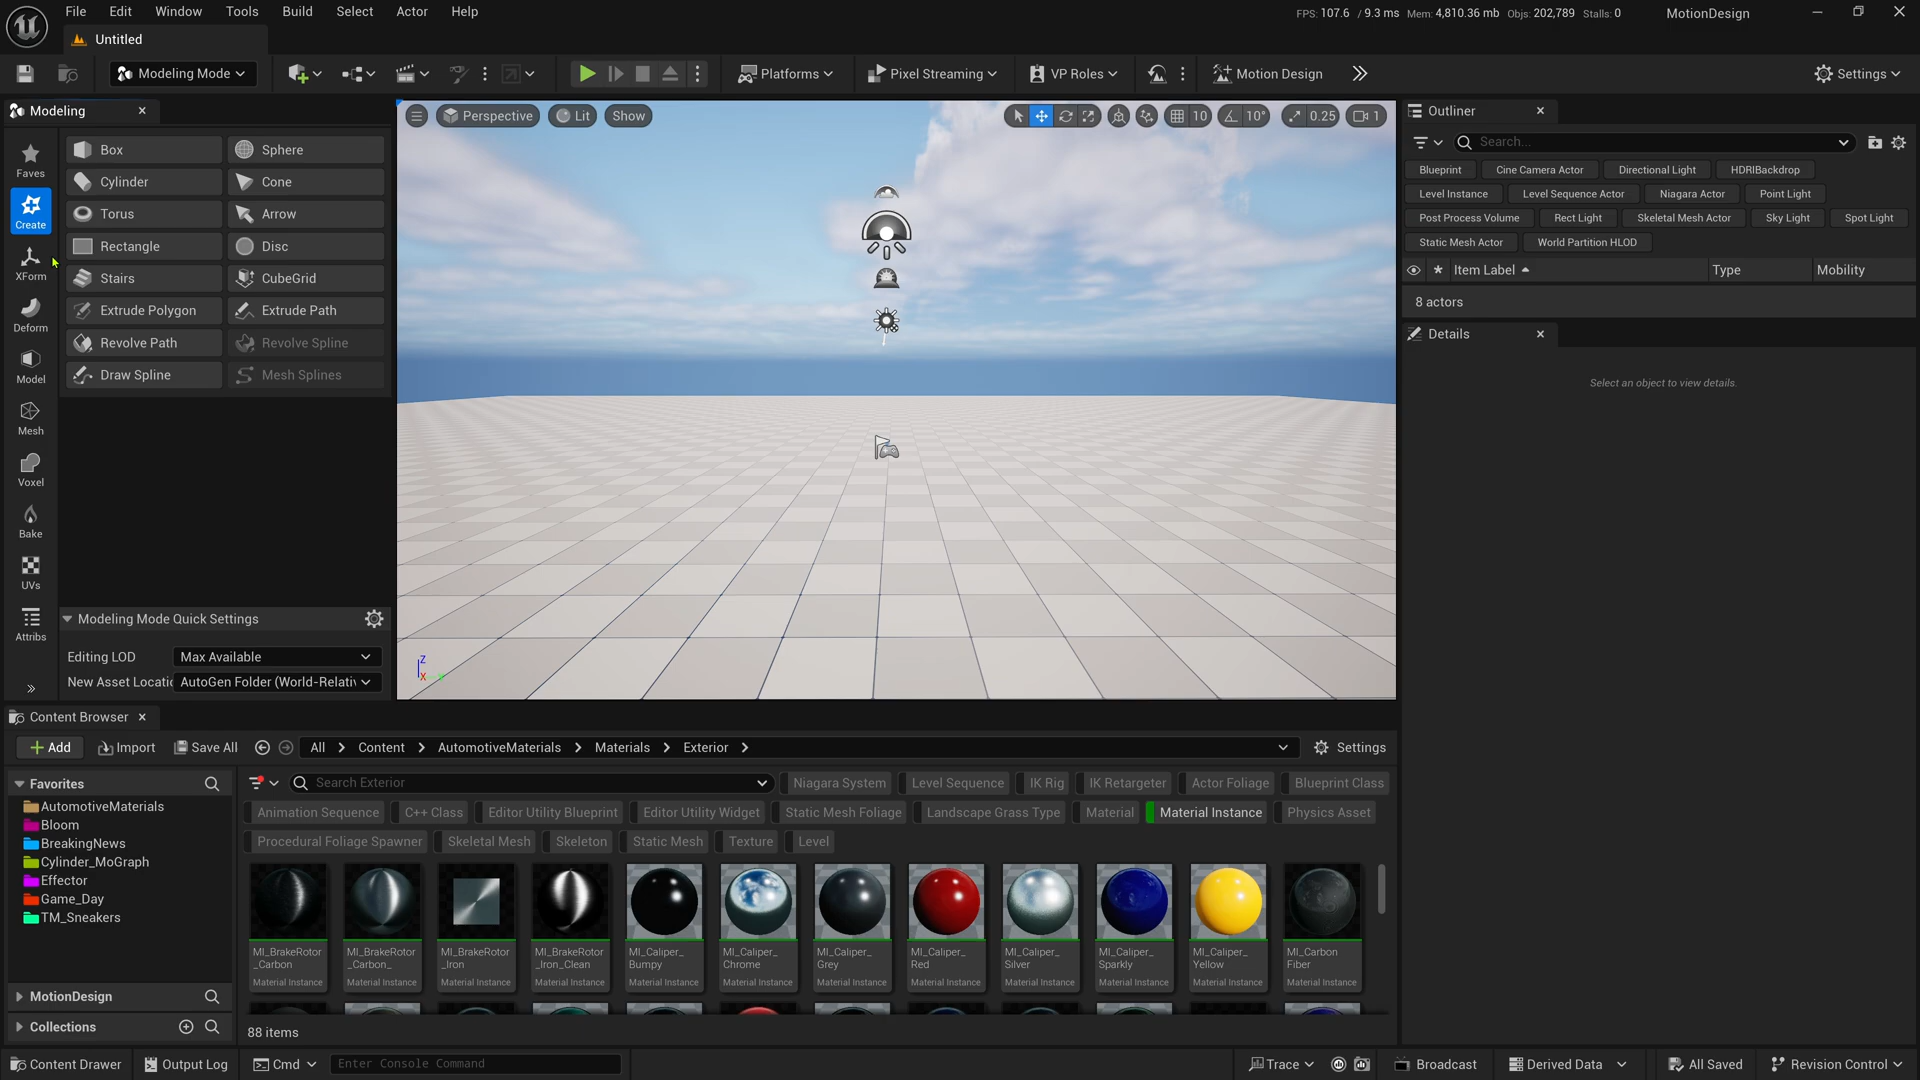 File Edit Window Tools Build Select Actor Help
FPS: 107.6 / 9.3 ms Mem: 4,810.36 mb Objs: 202,789 Stalls: 0
MotionDesign
Untitled
Modeling Mode
Platforms
Pixel Streaming
VP Roles
Motion Design
Settings
Modeling
Faves
Create
XForm
Deform
Model
Mesh
Voxel
Bake
UVs
Attribs
Box Sphere
Cylinder Cone
Torus Arrow
Rectangle Disc
Stairs CubeGrid
Extrude Polygon Extrude Path
Revolve Path Revolve Spline
Draw Spline Mesh Splines
Modeling Mode Quick Settings
Editing LOD Max Available
New Asset Locatic AutoGen Folder (World-Relativ
Perspective Lit Show
10 10° 0.25 1
Z
X
Outliner
Search...
Blueprint Cine Camera Actor Directional Light HDRIBackdrop
Level Instance Level Sequence Actor Niagara Actor Point Light
Post Process Volume Rect Light Skeletal Mesh Actor Sky Light Spot Light
Static Mesh Actor World Partition HLOD
Item Label Type Mobility
8 actors
Details
Select an object to view details.
Content Browser
Add Import Save All All Content AutomotiveMaterials Materials Exterior Settings
Favorites
AutomotiveMaterials
Bloom
BreakingNews
Cylinder_MoGraph
Effector
Game_Day
TM_Sneakers
MotionDesign
Collections
Search Exterior
Niagara System Level Sequence IK Rig IK Retargeter Actor Foliage Blueprint Class
Animation Sequence C++ Class Editor Utility Blueprint Editor Utility Widget Static Mesh Foliage Landscape Grass Type Material Material Instance Physics Asset
Procedural Foliage Spawner Skeletal Mesh Skeleton Static Mesh Texture Level
MI_BrakeRotor MI_BrakeRotor MI_BrakeRotor MI_BrakeRotor MI_Caliper_ MI_Caliper_ MI_Caliper_ MI_Caliper_ MI_Caliper_ MI_Caliper_ MI_Caliper_ MI_Carbon
_Carbon _Carbon_ _Iron _Iron_Clean Bumpy Chrome Grey Red Silver Sparkly Yellow Fiber
Material Instance Material Instance Material Instance Material Instance Material Instance Material Instance Material Instance Material Instance Material Instance Material Instance Material Instance Material Instance
88 items
Content Drawer Output Log Cmd Enter Console Command
Trace Broadcast Derived Data All Saved Revision Control